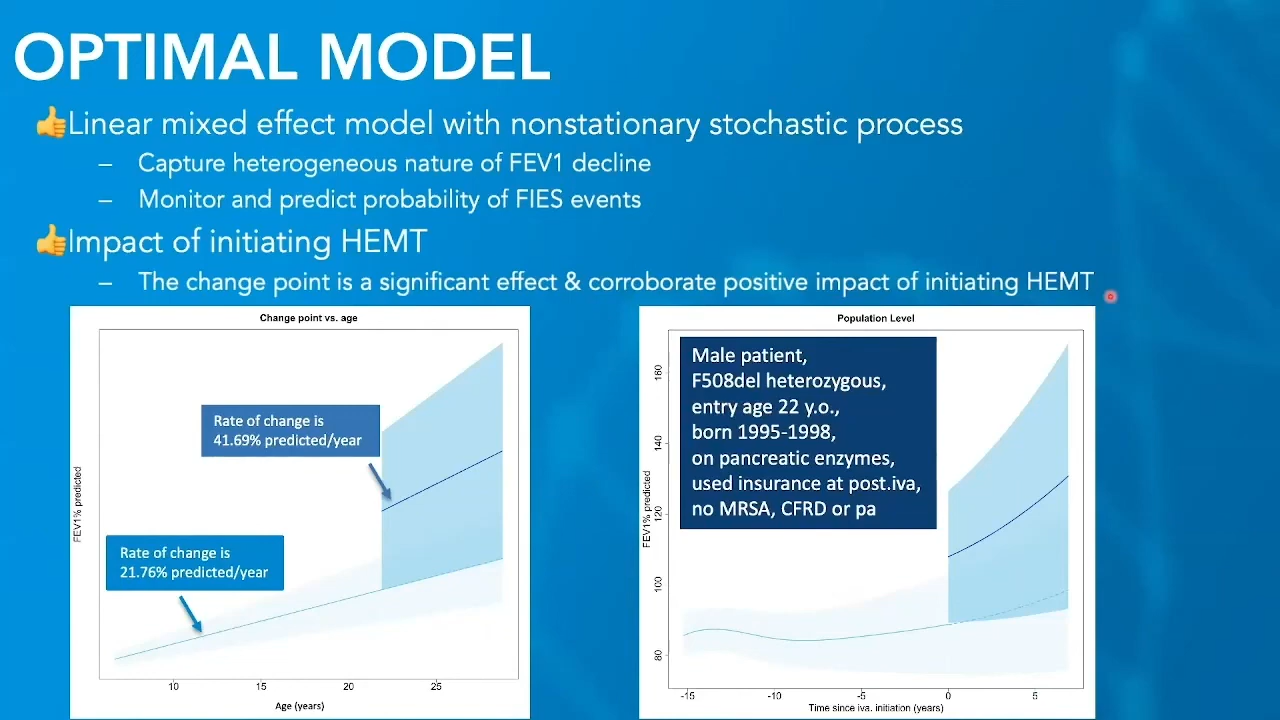 OPTIMAL MODEL
👍Linear mixed effect model with nonstationary stochastic process
– Capture heterogeneous nature of FEV1 decline
– Monitor and predict probability of FIES events
👍Impact of initiating HEMT
– The change point is a significant effect & corroborate positive impact of initiating HEMT
Change point vs. age
Rate of change is
41.69% predicted/year
Rate of change is
21.76% predicted/year
FEV1% predicted
10 15 20 25
Age (years)
Population Level
Male patient,
F508del heterozygous,
entry age 22 y.o.,
born 1995-1998,
on pancreatic enzymes,
used insurance at post.iva,
no MRSA, CFRD or pa
FEV1% predicted
160
140
120
100
80
-15 -10 -5 0 5
Time since iva. initiation (years)